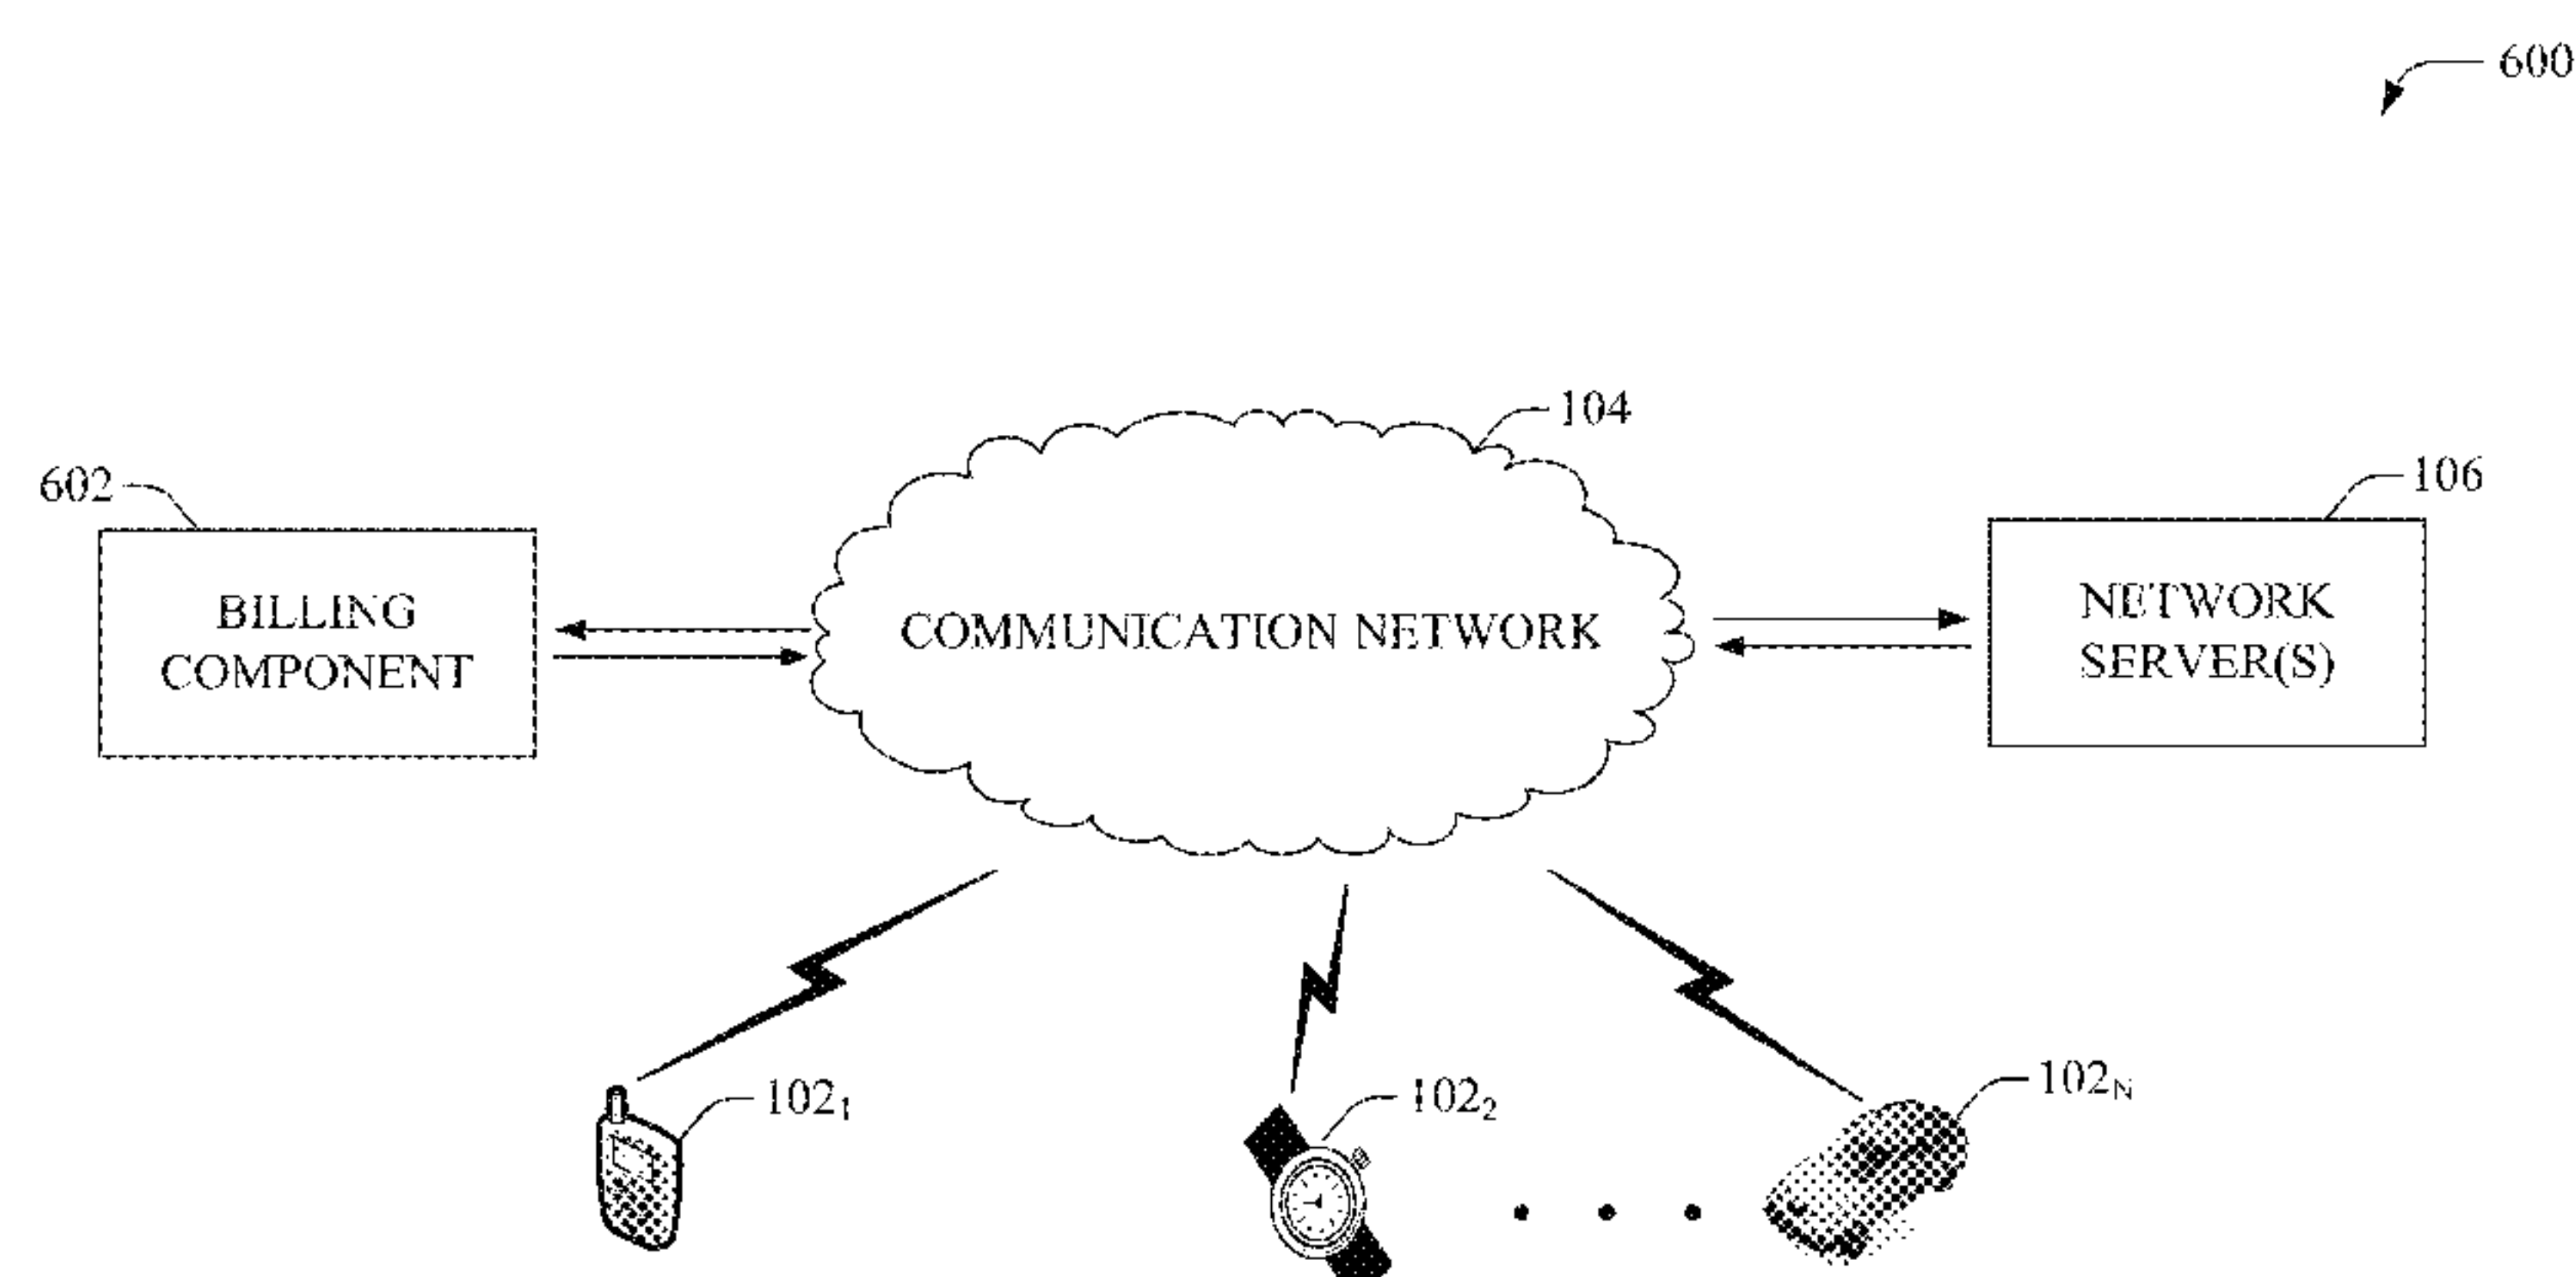 600
104
602
106
BILLING
COMPONENT
COMMUNICATION NETWORK
NETWORK
SERVER(S)
102₁
102₂
102ₙ